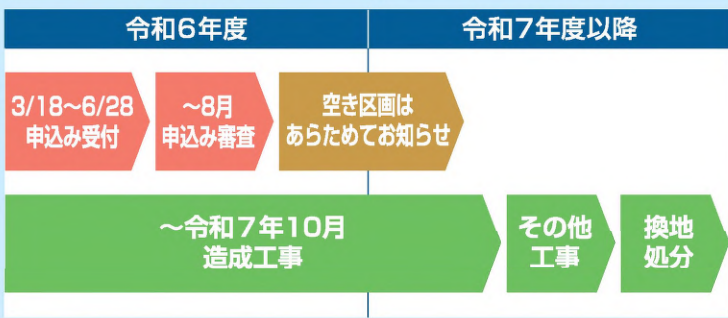 令和6年度
令和7年度以降
3/18～6/28
申込み受付
～8月
申込み審査
空き区画は
あらためてお知らせ
～令和7年10月
造成工事
その他
工事
換地
処分